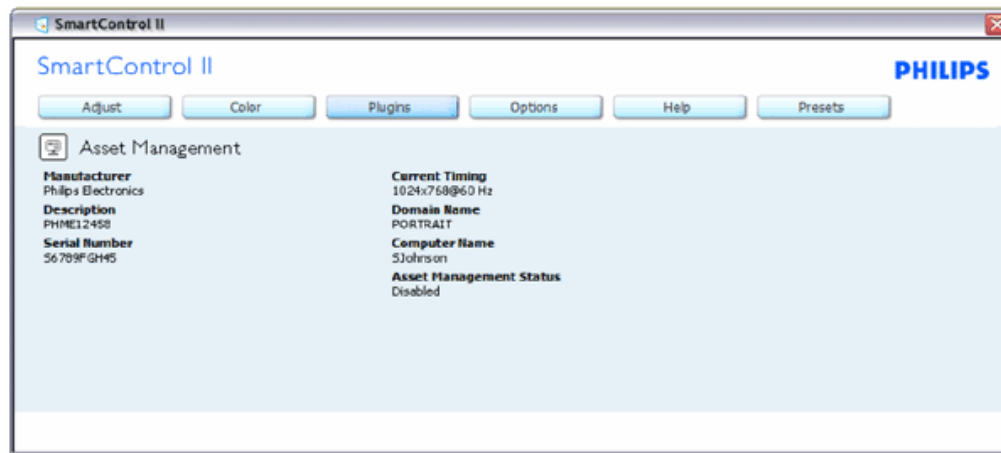 SmartControl II
SmartControl II
PHILIPS
Adjust Color Plugins Options Help Presets
Asset Management
Manufacturer
Philips Electronics
Description
PHME12458
Serial Number
56789FGH45
Current Timing
1024x768@60 Hz
Domain Name
PORTRAIT
Computer Name
SJohnson
Asset Management Status
Disabled